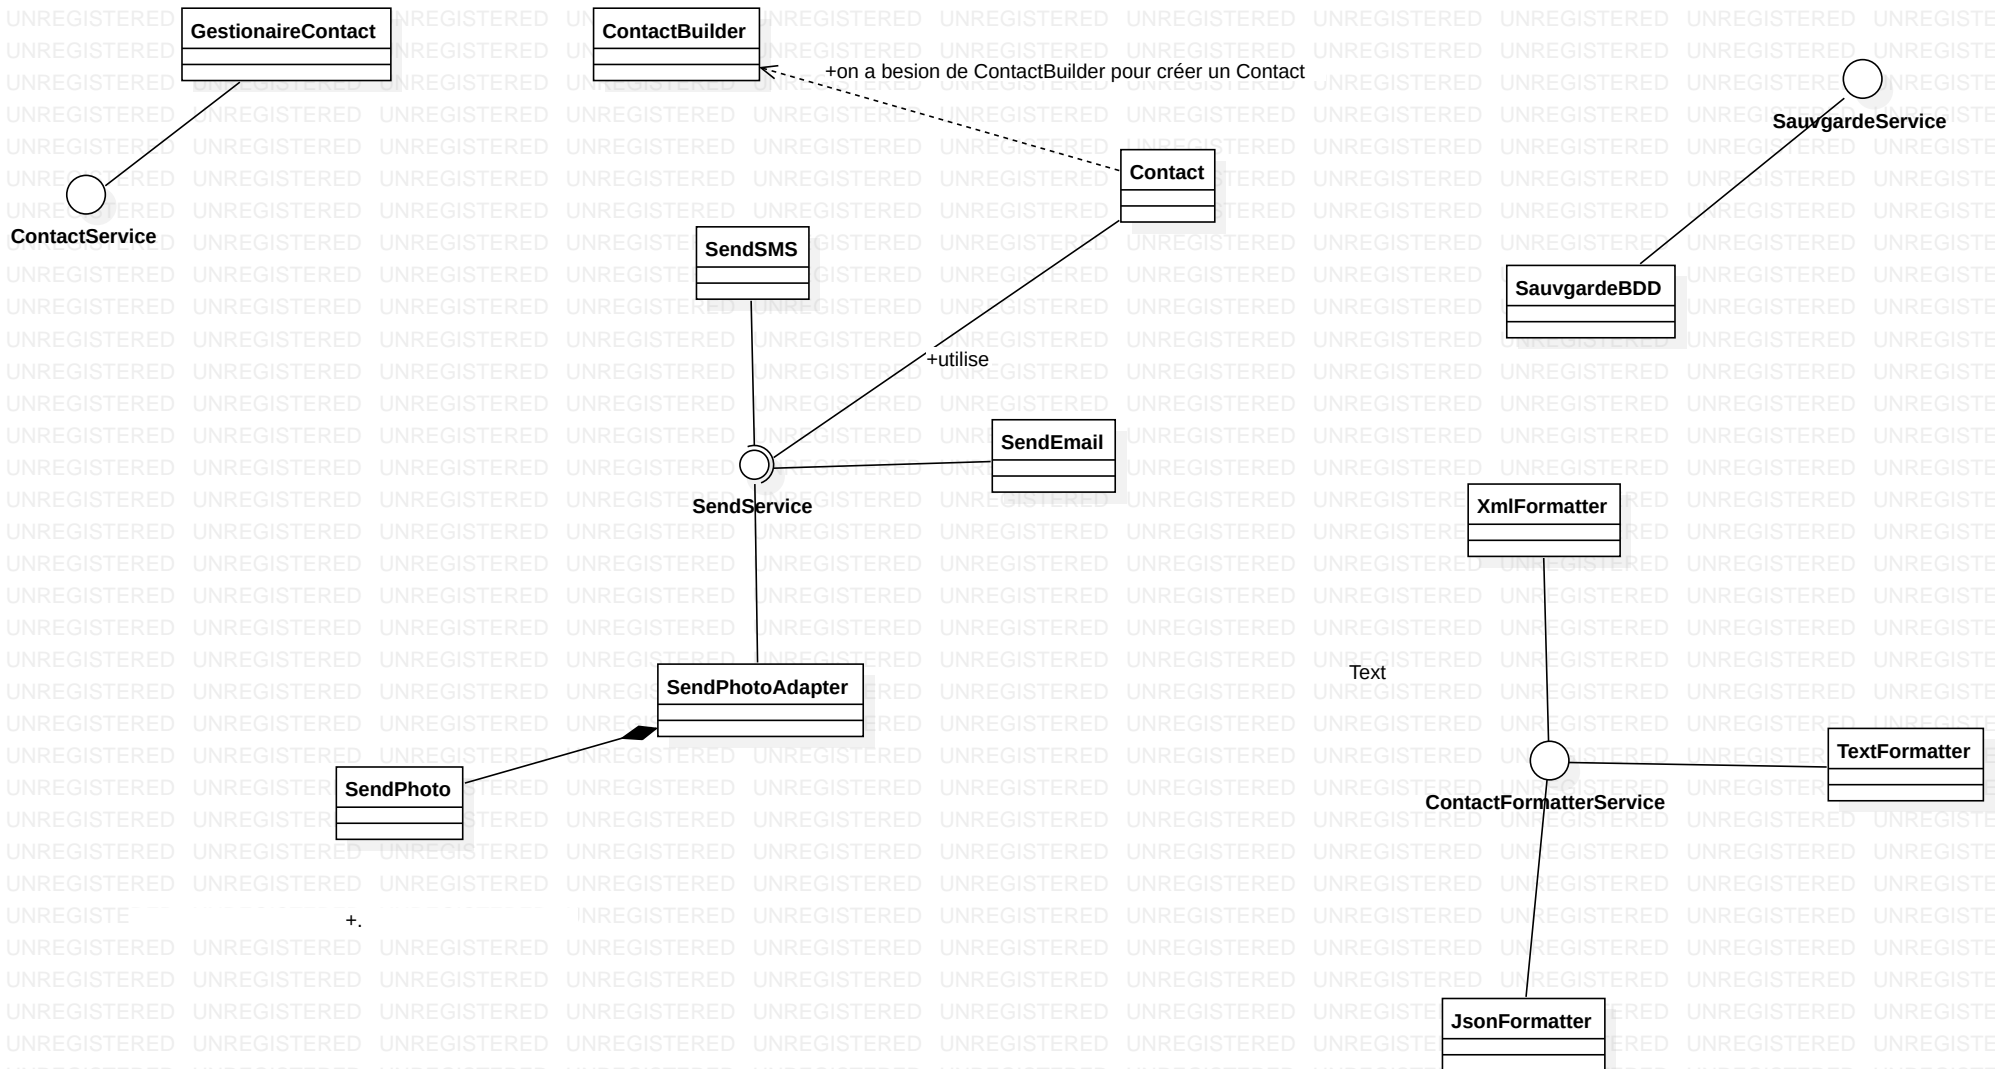 GestionaireContact
ContactBuilder
+on a besion de ContactBuilder pour créer un Contact
SauvgardeService
Contact
ContactService
SendSMS
SauvgardeBDD
+utilise
SendEmail
SendService
XmlFormatter
Text
SendPhotoAdapter
TextFormatter
SendPhoto
ContactFormatterService
+.
JsonFormatter
UNREGISTERED